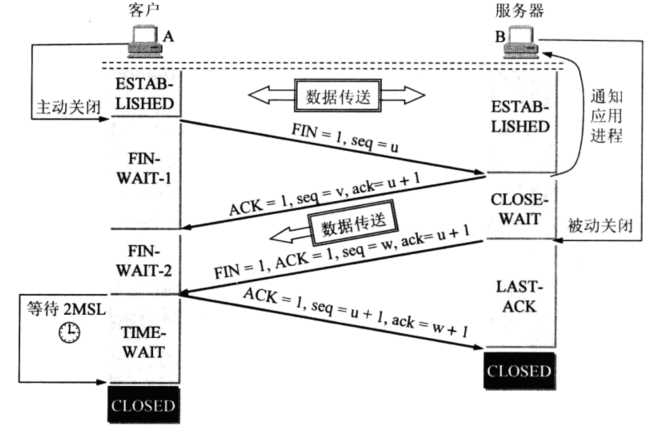 客户
服务器
A
B
ESTAB-
LISHED
数据传送
通知
应用
进程
主动关闭
ESTAB-
LISHED
FIN = 1, seq = u
FIN-
WAIT-1
ACK = 1, seq = v, ack= u + 1
CLOSE-
WAIT
数据传送
被动关闭
FIN-
WAIT-2
FIN = 1, ACK = 1, seq = w, ack= u + 1
LAST-
ACK
等待 2MSL
ACK = 1, seq = u + 1, ack = w + 1
TIME-
WAIT
CLOSED
CLOSED